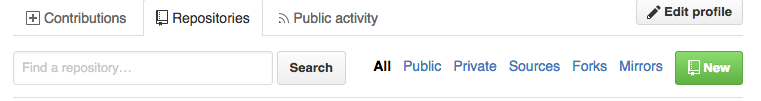 Contributions Repositories Public activity Edit profile
Find a repository... Search All Public Private Sources Forks Mirrors New